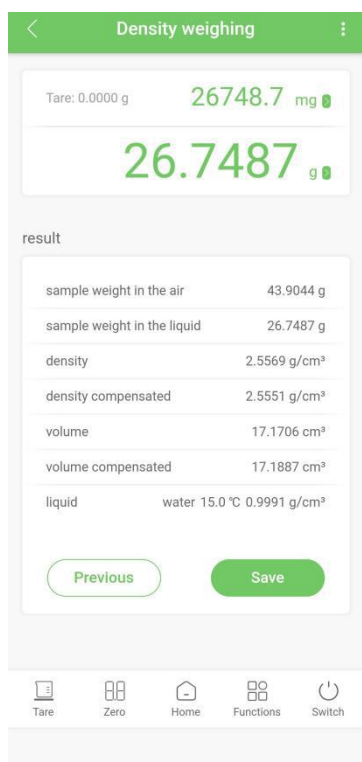 Density weighing
Tare: 0.0000 g 26748.7 mg
26.7487 g
result
sample weight in the air 43.9044 g
sample weight in the liquid 26.7487 g
density 2.5569 g/cm³
density compensated 2.5551 g/cm³
volume 17.1706 cm³
volume compensated 17.1887 cm³
liquid water 15.0 ℃ 0.9991 g/cm³
Previous Save
Tare Zero Home Functions Switch